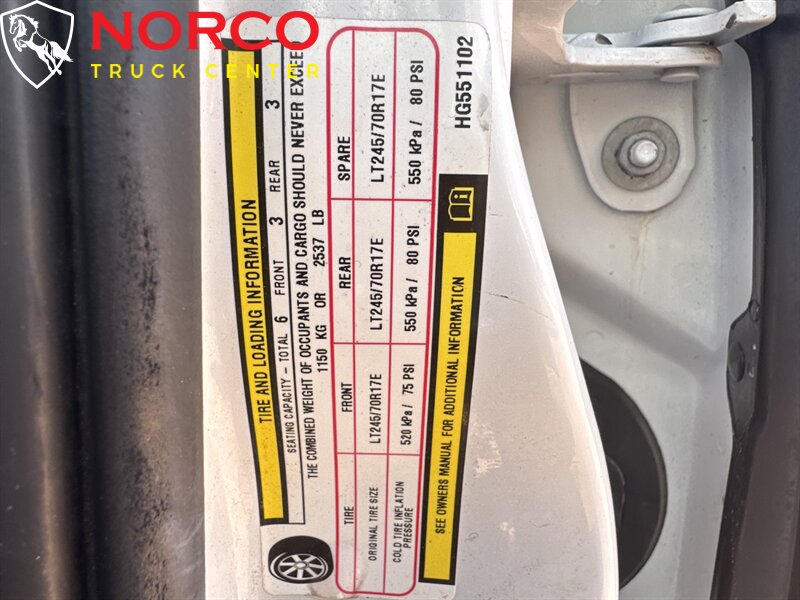 NORCO
TRUCK CENTER
TIRE AND LOADING INFORMATION
SEATING CAPACITY - TOTAL 6 FRONT 3 REAR 3
THE COMBINED WEIGHT OF OCCUPANTS AND CARGO SHOULD NEVER EXCEE
1150 KG OR 2537 LB
TIRE FRONT REAR SPARE
ORIGINAL TIRE SIZE LT245/70R17E LT245/70R17E LT245/70R17E
COLD TIRE INFLATION
PRESSURE 520 kPa/ 75 PSI 550 kPa/ 80 PSI 550 kPa/ 80 PSI
SEE OWNERS MANUAL FOR ADDITIONAL INFORMATION
HG551102